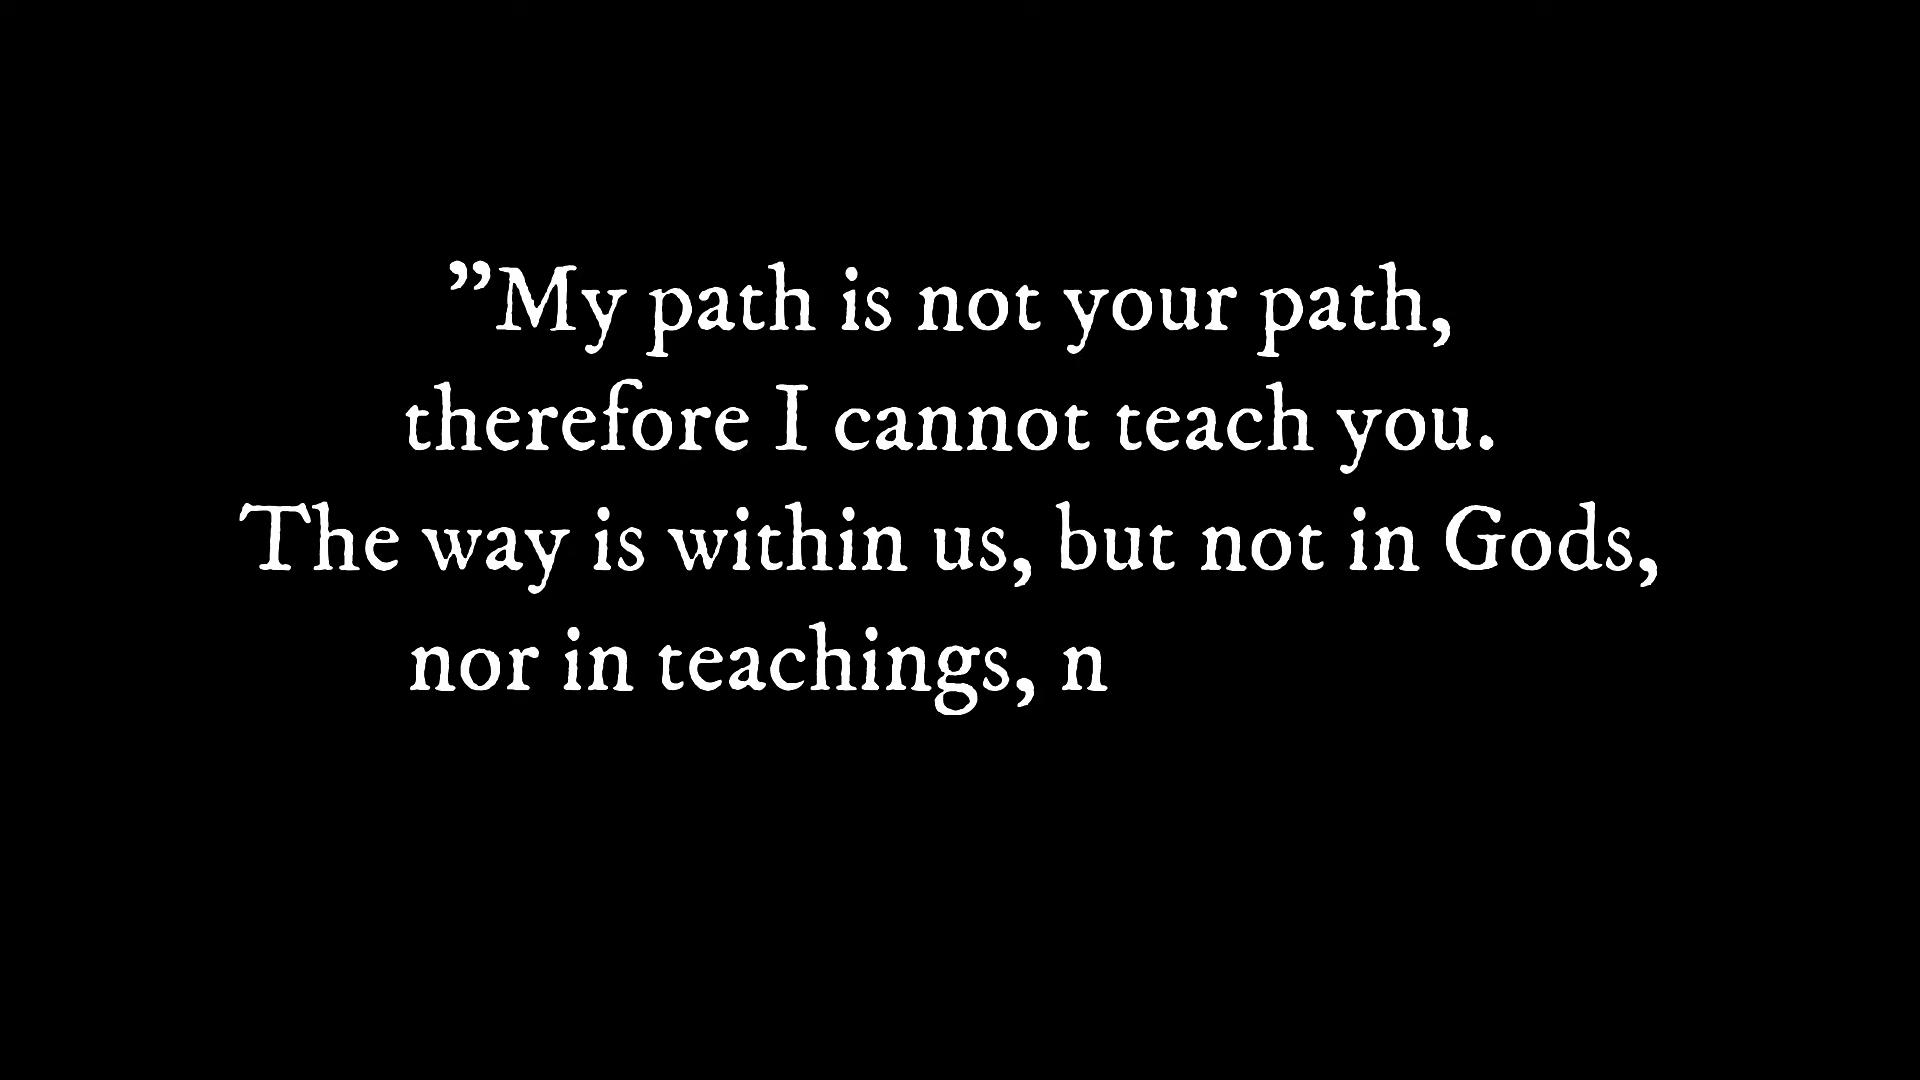 ”My path is not your path,
therefore I cannot teach you.
The way is within us, but not in Gods,
nor in teachings, n